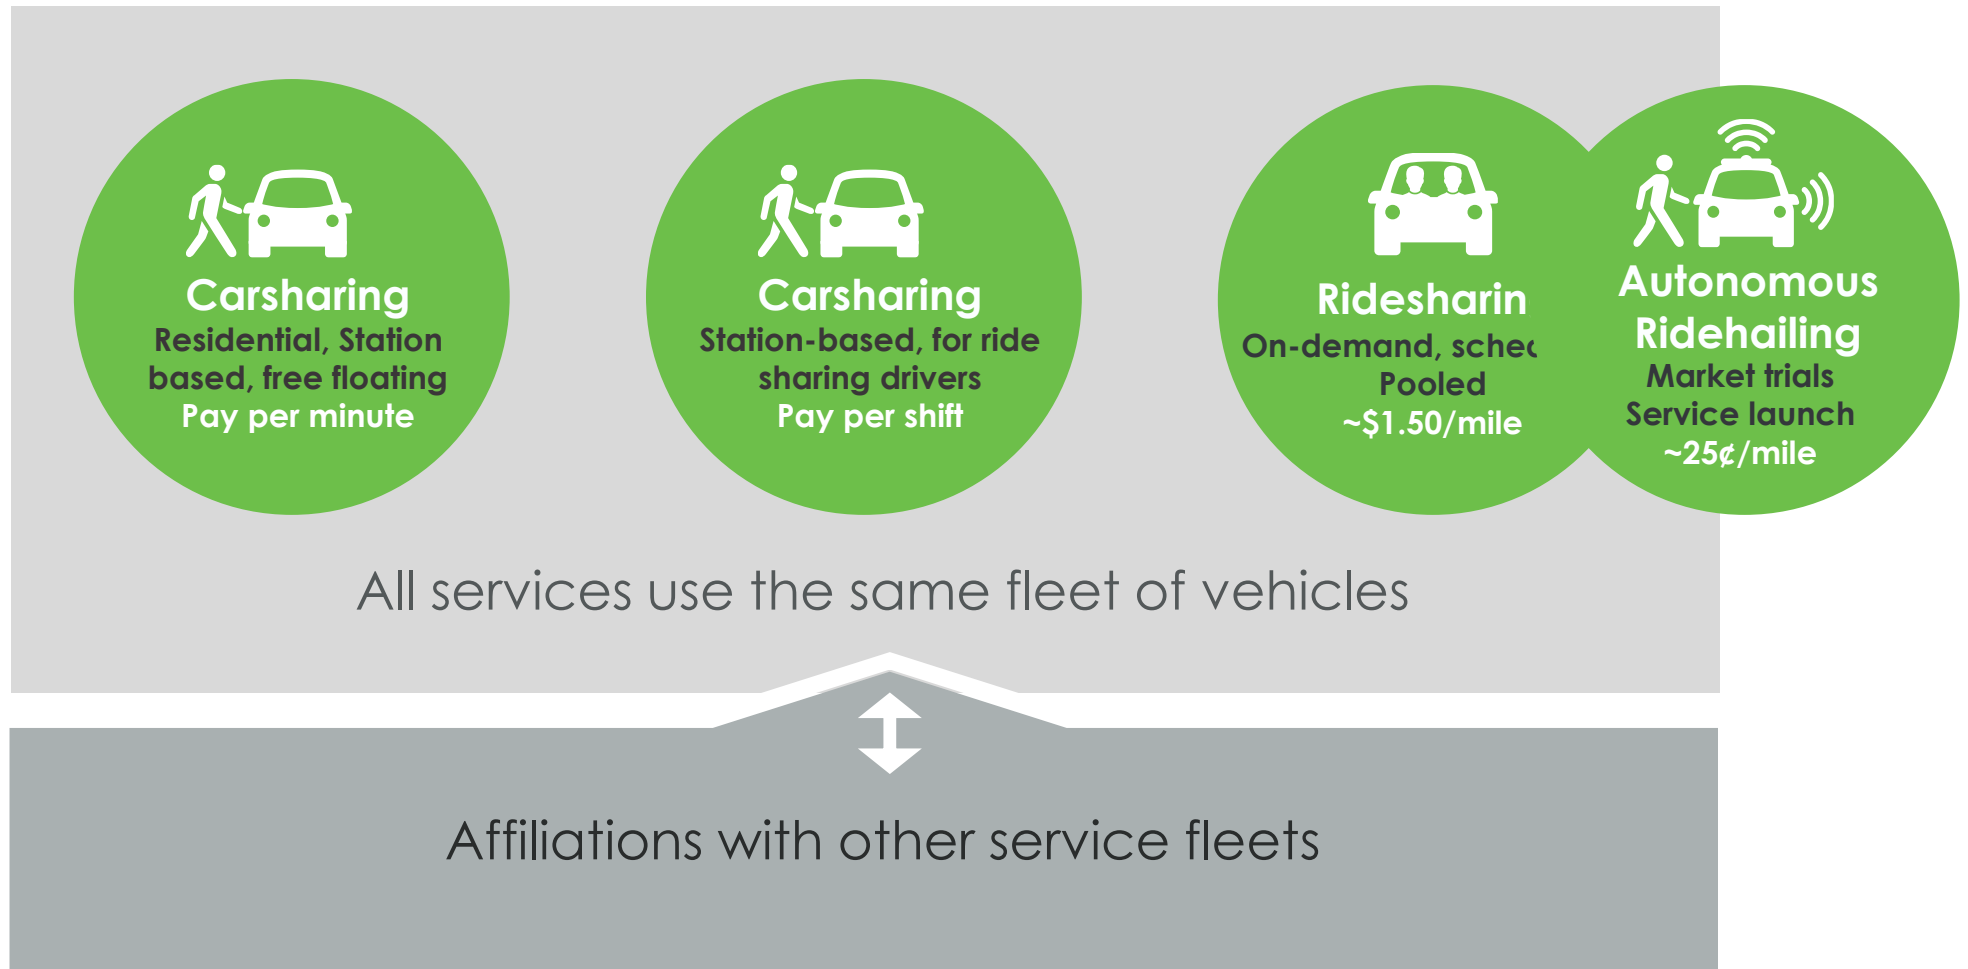 Carsharing
Residential, Station
based, free floating
Pay per minute
Carsharing
Station-based, for ride
sharing drivers
Pay per shift
Ridesharin
On-demand,
Pooled
~$1.50/mile
Autonomous
Ridehailing
Market trials
Service launch
~25¢/mile
All services use the same fleet of vehicles
Affiliations with other service fleets